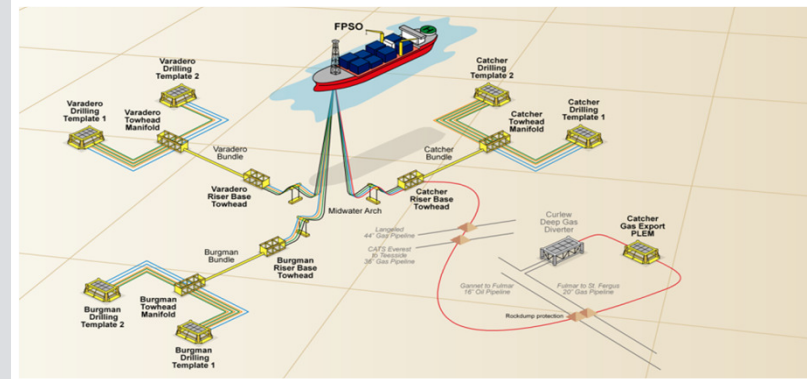 FPSO
Varadero
Drilling
Template 2
Varadero
Drilling
Template 1
Varadero
Towhead
Manifold
Varadero
Bundle
Varadero
Riser Base
Towhead
Catcher
Drilling
Template 2
Catcher
Towhead
Manifold
Catcher
Drilling
Template 1
Catcher
Bundle
Catcher
Riser Base
Towhead
Midwater Arch
Burgman
Bundle
Burgman
Riser Base
Towhead
Burgman
Drilling
Template 2
Burgman
Towhead
Manifold
Burgman
Drilling
Template 1
Langeled
44" Gas Pipeline
CATS Everest
to Teesside
36" Gas Pipeline
Curlew
Deep Gas
Diverter
Catcher
Gas Export
PLEM
Gannet to Fulmar
16" Oil Pipeline
Fulmar to St. Fergus
20" Gas Pipeline
Rockdump protection